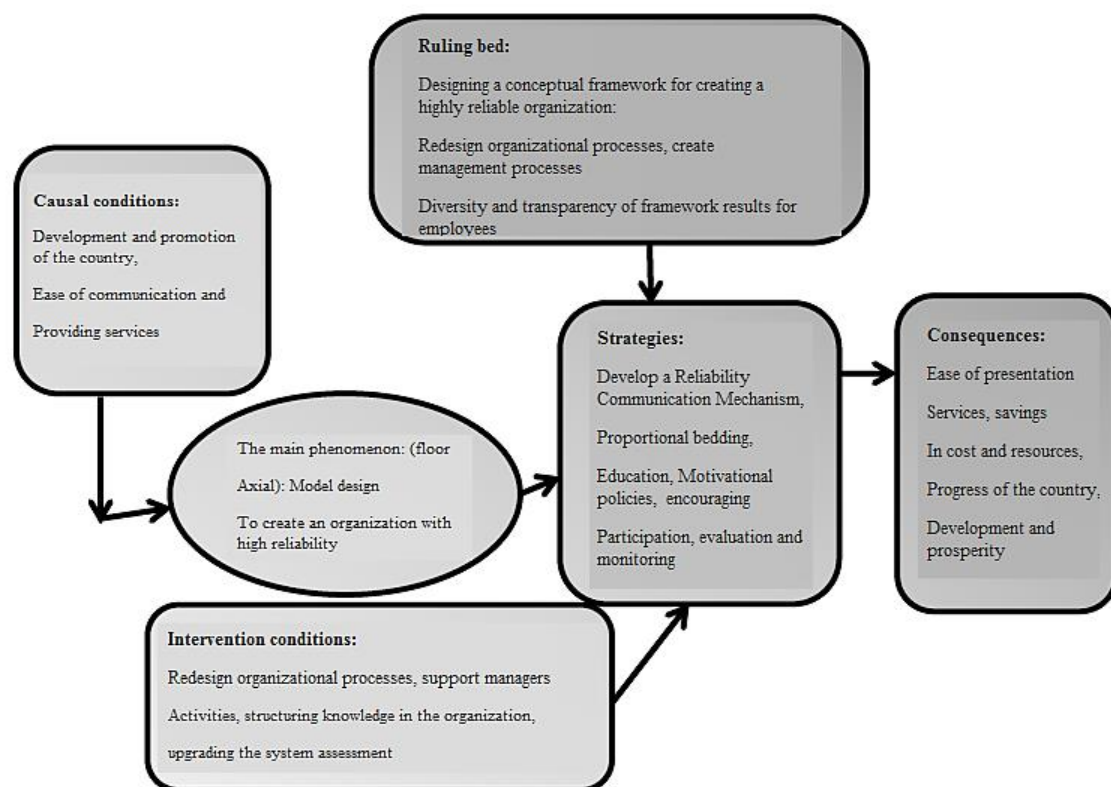 Ruling bed:
Designing a conceptual framework for creating a
highly reliable organization:
Redesign organizational processes, create
management processes
Diversity and transparency of framework results for
employees
Causal conditions:
Development and promotion
of the country,
Ease of communication and
Providing services
The main phenomenon: (floor
Axial): Model design
To create an organization with
high reliability
Strategies:
Develop a Reliability
Communication Mechanism,
Proportional bedding,
Education, Motivational
policies, encouraging
Participation, evaluation and
monitoring
Consequences:
Ease of presentation
Services, savings
In cost and resources,
Progress of the country,
Development and
prosperity
Intervention conditions:
Redesign organizational processes, support managers
Activities, structuring knowledge in the organization,
upgrading the system assessment